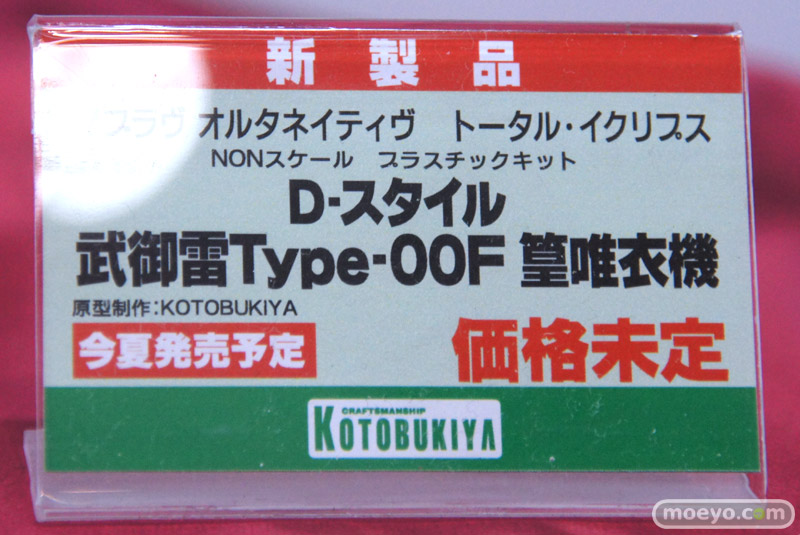 新製品
ブラヴ オルタネイティヴ　トータル・イクリプス
NONスケール　プラスチックキット
D-スタイル
武御雷Type-00F 篁唯衣機
原型制作:KOTOBUKIYA
今夏発売予定
価格未定
CRAFTSMANSHIP
KOTOBUKIYA
moeyo.com